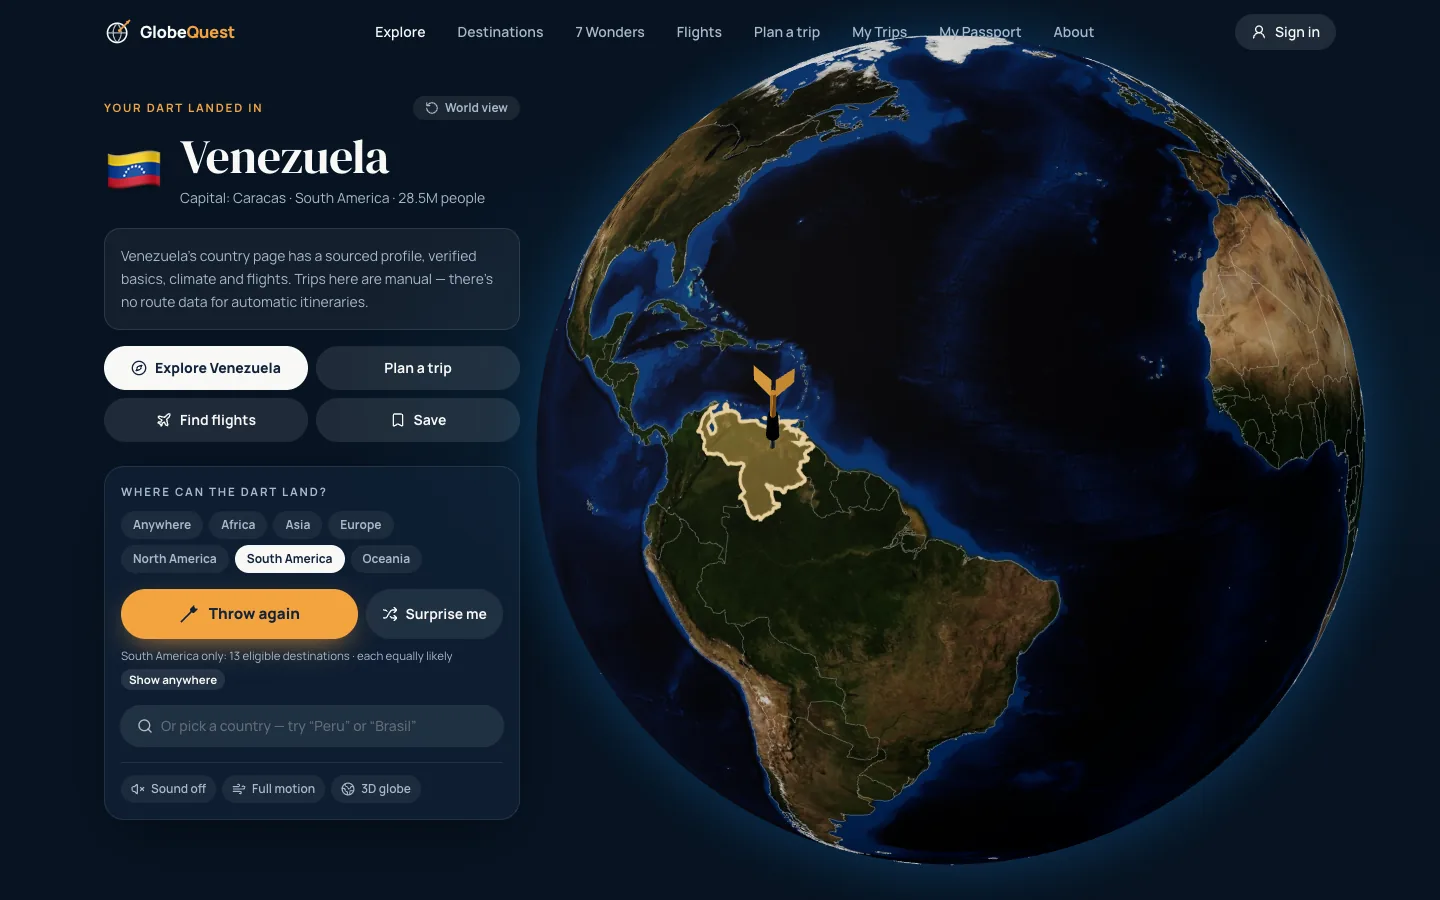 GlobeQuest
Explore Destinations 7 Wonders Flights Plan a trip My Trips My Passport About
Sign in
YOUR DART LANDED IN
World view
Venezuela
Capital: Caracas · South America · 28.5M people
Venezuela's country page has a sourced profile, verified
basics, climate and flights. Trips here are manual — there's
no route data for automatic itineraries.
Explore Venezuela
Plan a trip
Find flights
Save
WHERE CAN THE DART LAND?
Anywhere Africa Asia Europe
North America South America Oceania
Throw again
Surprise me
South America only: 13 eligible destinations · each equally likely
Show anywhere
Or pick a country — try “Peru” or “Brasil”
Sound off Full motion 3D globe